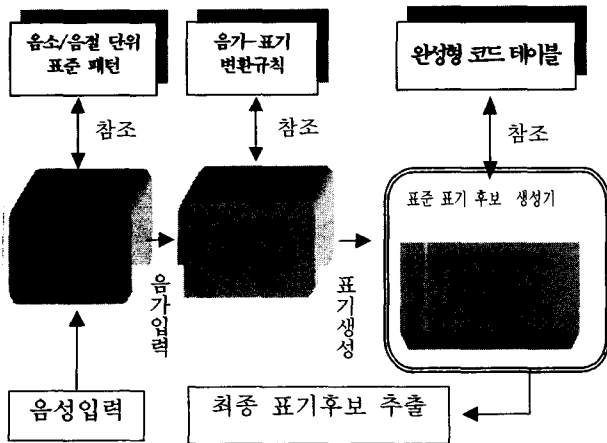 음소/음절 단위
표준 패턴
음가-표기
변환규칙
완성형 코드 테이블
참조
참조
참조
표준 표기 후보 생성기
음가입력
표기생성
음성입력
최종 표기후보 추출